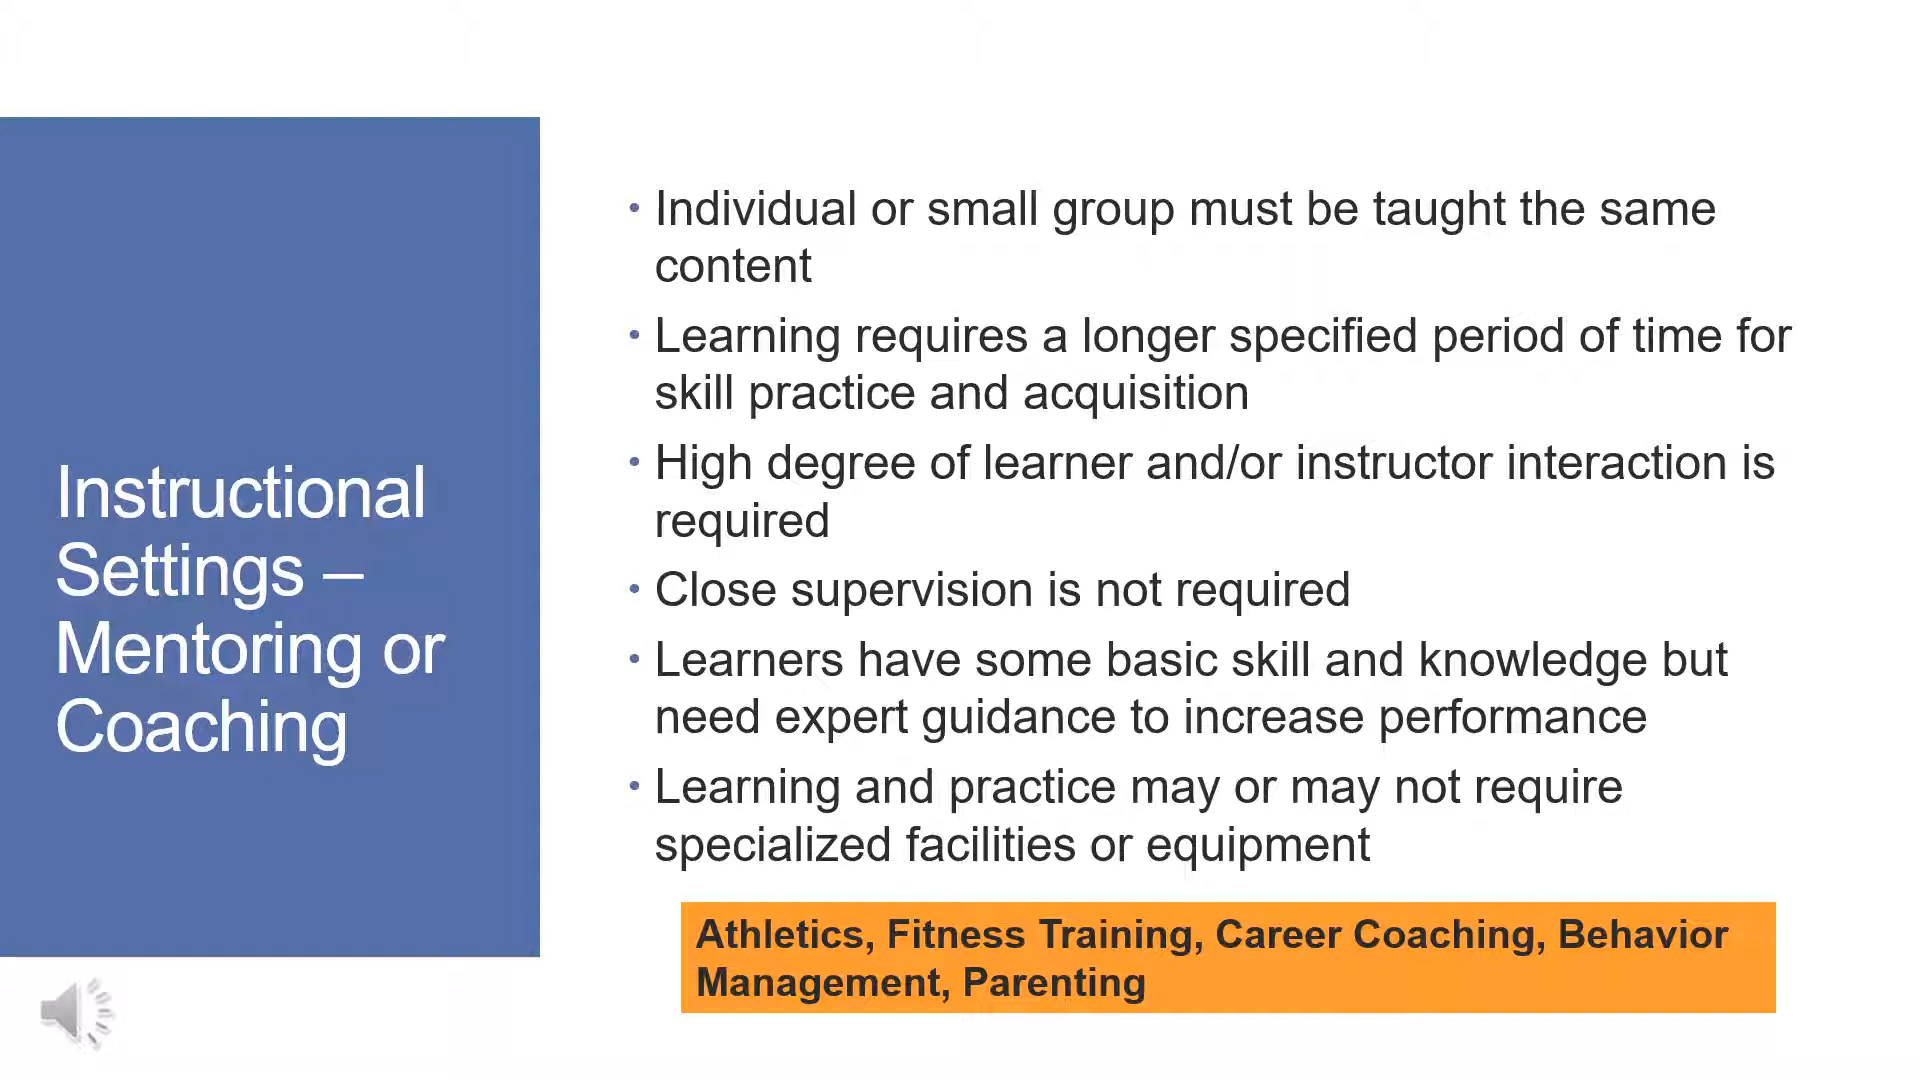 Instructional
Settings –
Mentoring or
Coaching
• Individual or small group must be taught the same
content
• Learning requires a longer specified period of time for
skill practice and acquisition
• High degree of learner and/or instructor interaction is
required
• Close supervision is not required
• Learners have some basic skill and knowledge but
need expert guidance to increase performance
• Learning and practice may or may not require
specialized facilities or equipment
Athletics, Fitness Training, Career Coaching, Behavior
Management, Parenting